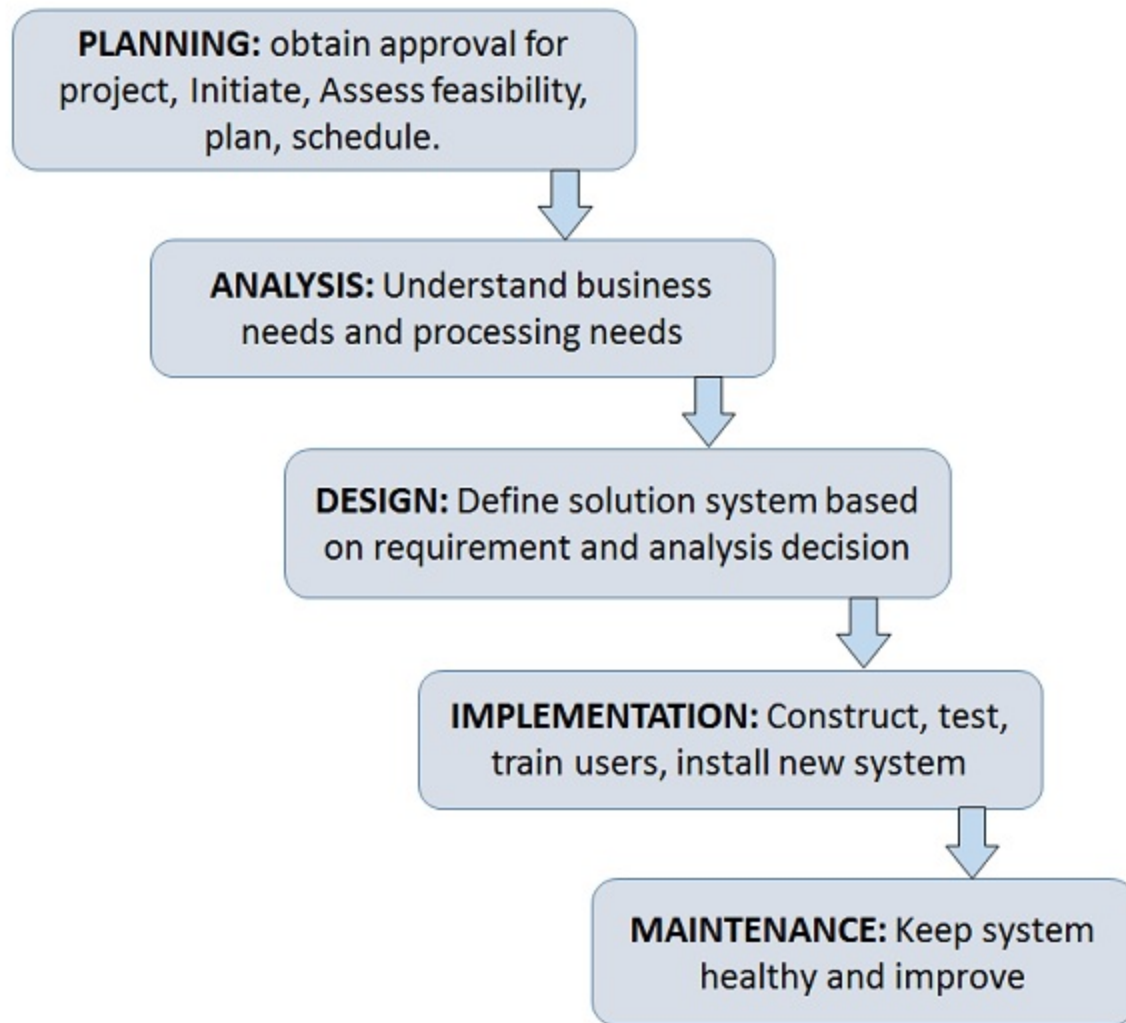 PLANNING: obtain approval for
project, Initiate, Assess feasibility,
plan, schedule.
ANALYSIS: Understand business
needs and processing needs
DESIGN: Define solution system based
on requirement and analysis decision
IMPLEMENTATION: Construct, test,
train users, install new system
MAINTENANCE: Keep system
healthy and improve